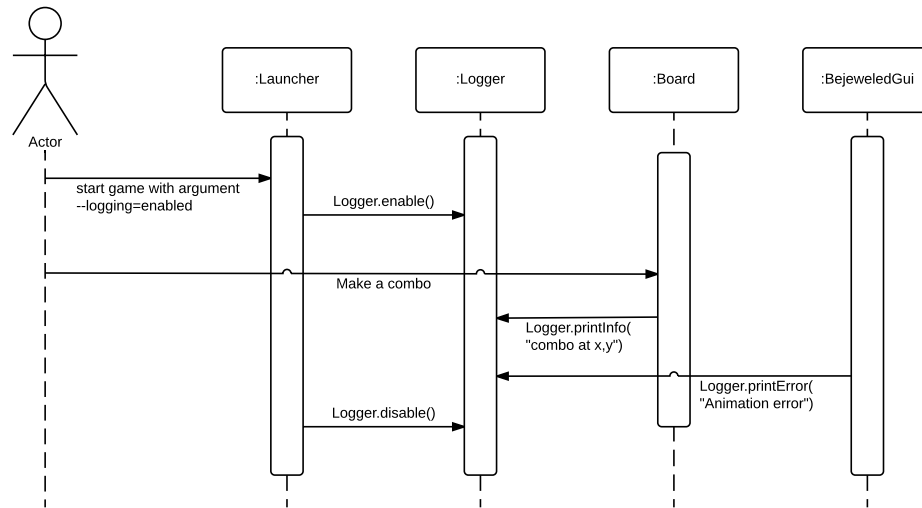 :Launcher
:Logger
:Board
:BejeweledGui
Actor
start game with argument
--logging=enabled
Logger.enable()
Make a combo
Logger.printInfo(
"combo at x,y")
Logger.printError(
"Animation error")
Logger.disable()